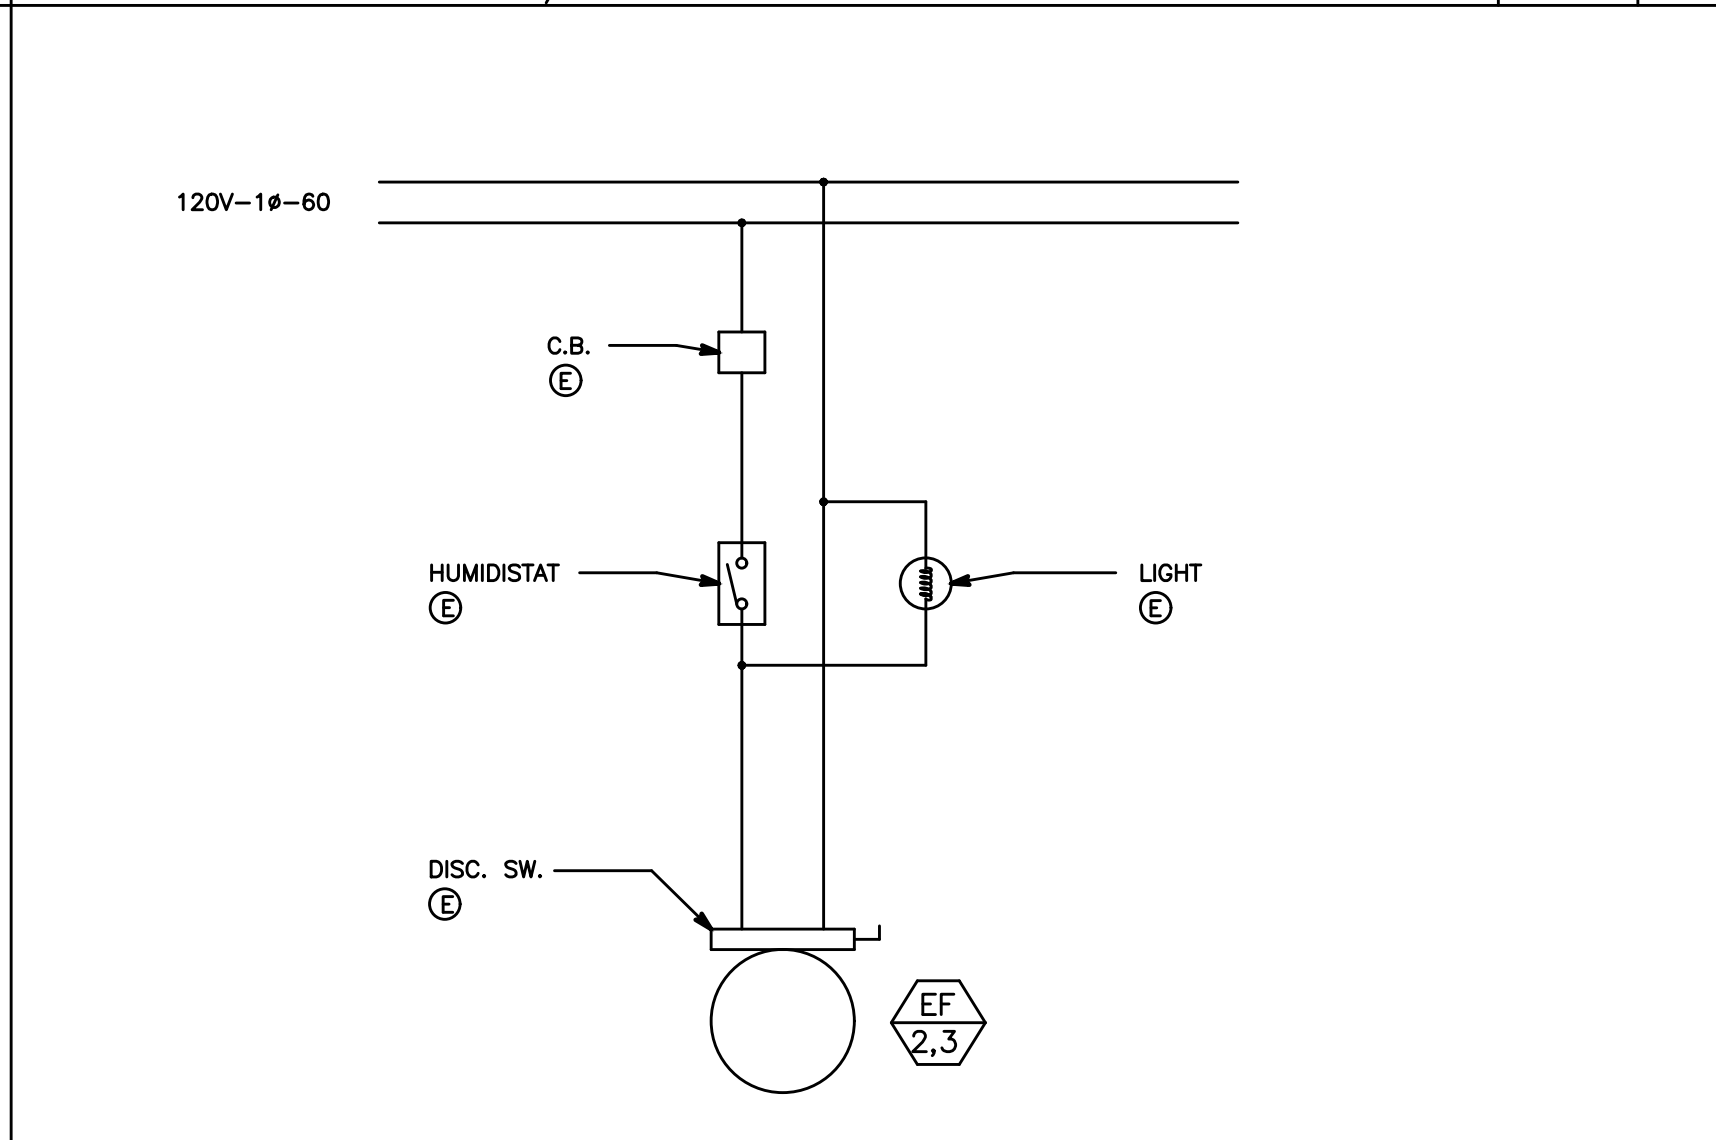 120V-1ø-60
C.B.
E
HUMIDISTAT
E
LIGHT
E
DISC. SW.
E
EF
2,3